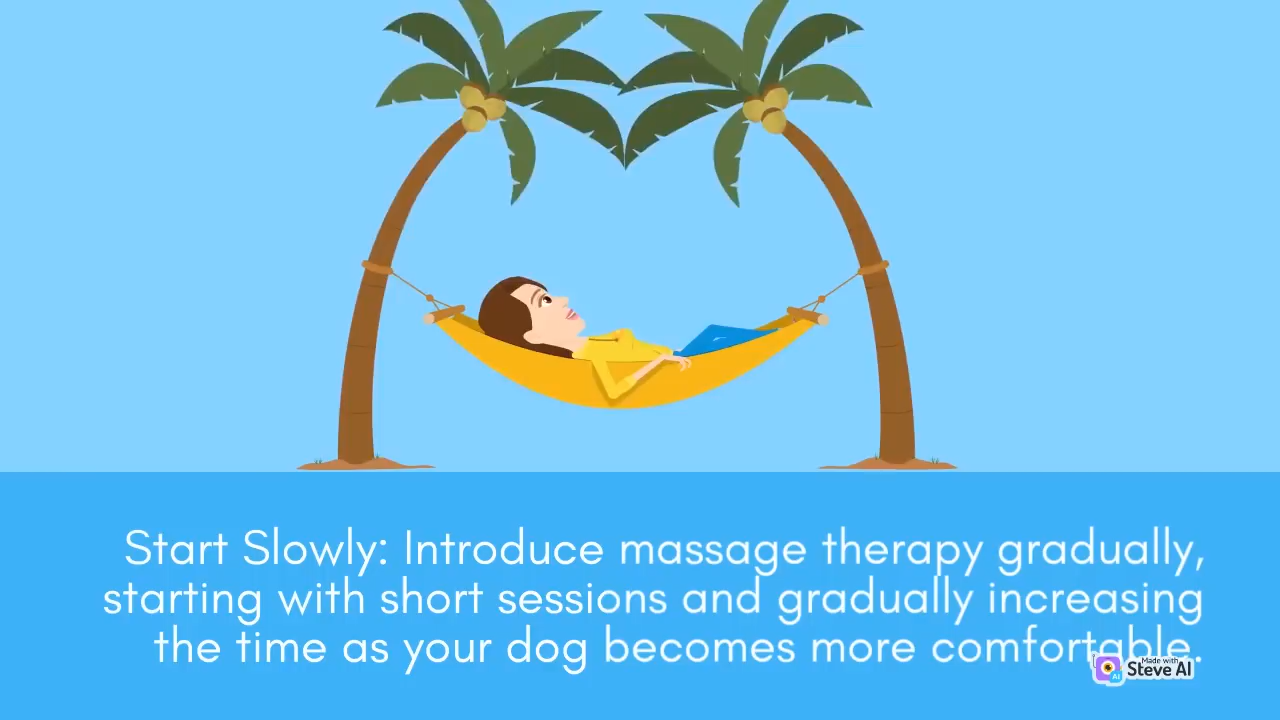 Start Slowly: Introduce massage therapy gradually,
starting with short sessions and gradually increasing
the time as your dog becomes more comfortable.
Made with
Steve AI
AI